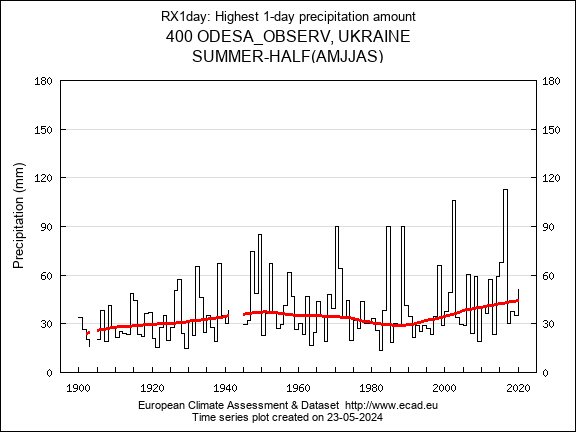 RX1day: Highest 1-day precipitation amount
400 ODESA_OBSERV, UKRAINE
SUMMER-HALF(AMJJAS)
180 180
150 150
120 120
90 90
60 60
30 30
0 0
Precipitation (mm)
1900 1920 1940 1960 1980 2000 2020
European Climate Assessment & Dataset http://www.ecad.eu
Time series plot created on 23-05-2024